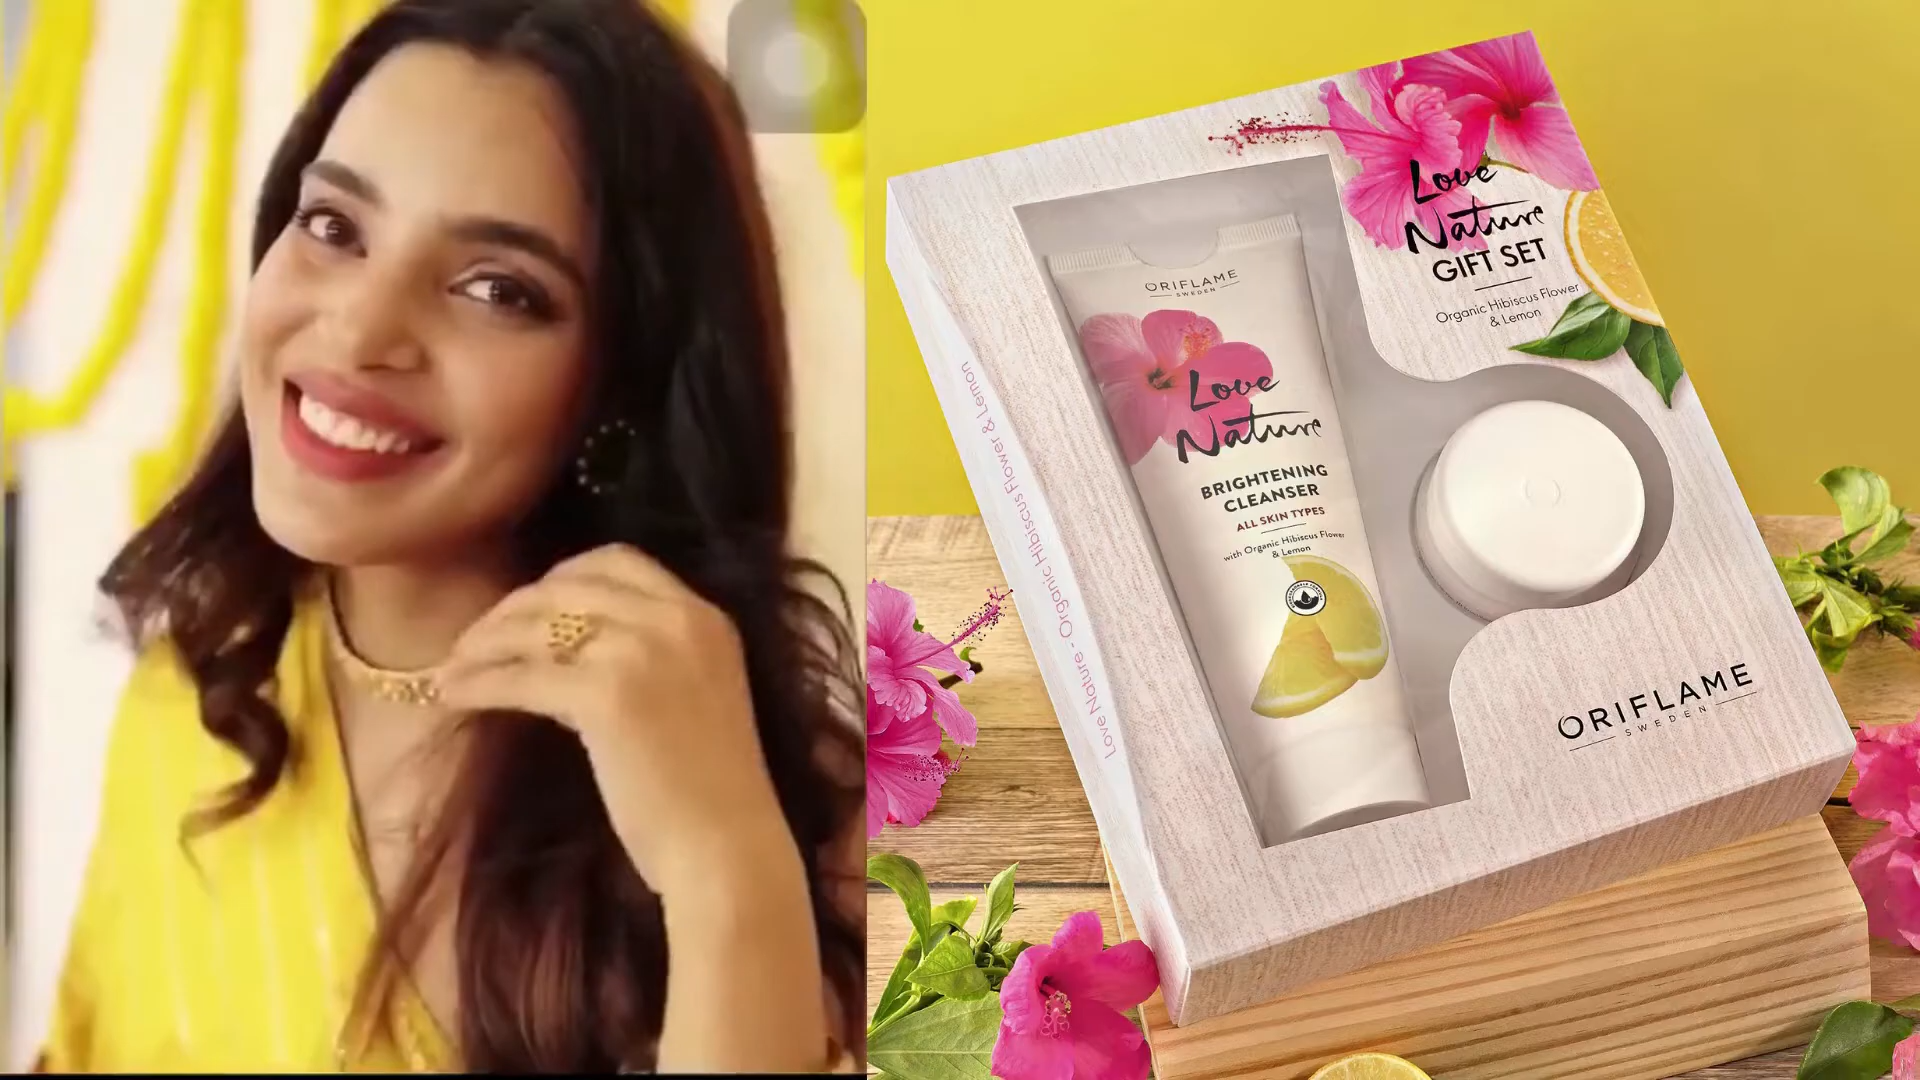 Love
Nature
GIFT SET
Organic Hibiscus Flower
& Lemon
ORIFLAME
SWEDEN
Love
Nature
BRIGHTENING
CLEANSER
ALL SKIN TYPES
with Organic Hibiscus Flower
& Lemon
Love Nature - Organic Hibiscus Flower & Lemon
ORIFLAME
SWEDEN